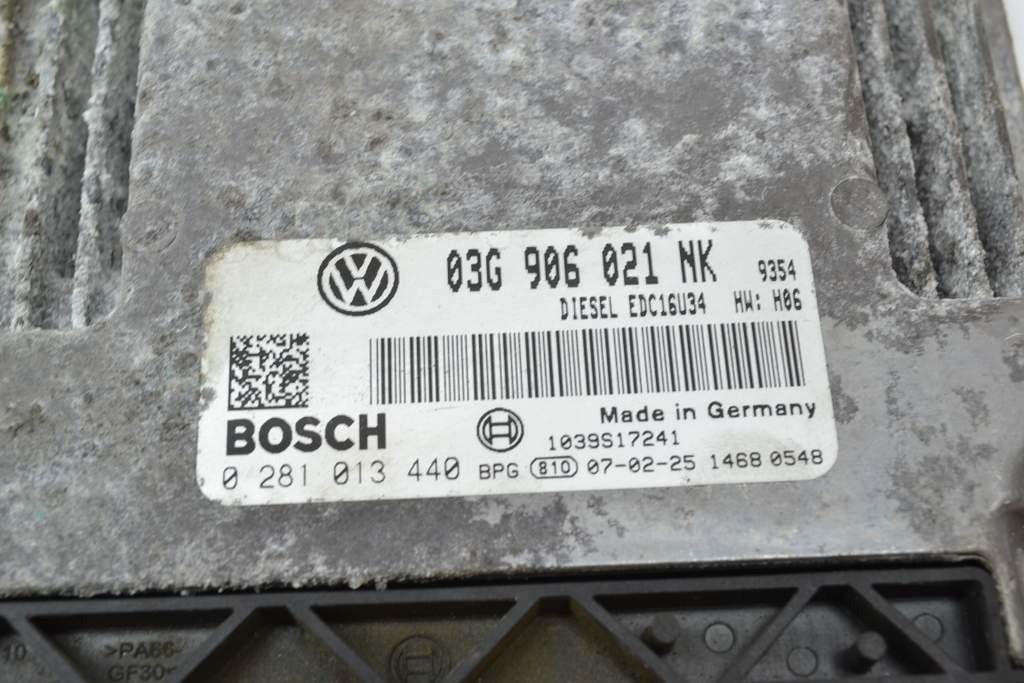 03G 906 021 NK 9354
DIESEL EDC16U34 HW: H06
BOSCH
Made in Germany
1039S17241
0 281 013 440 BPG 810 07-02-25 1468 0548
10
>PA66-
GF30<